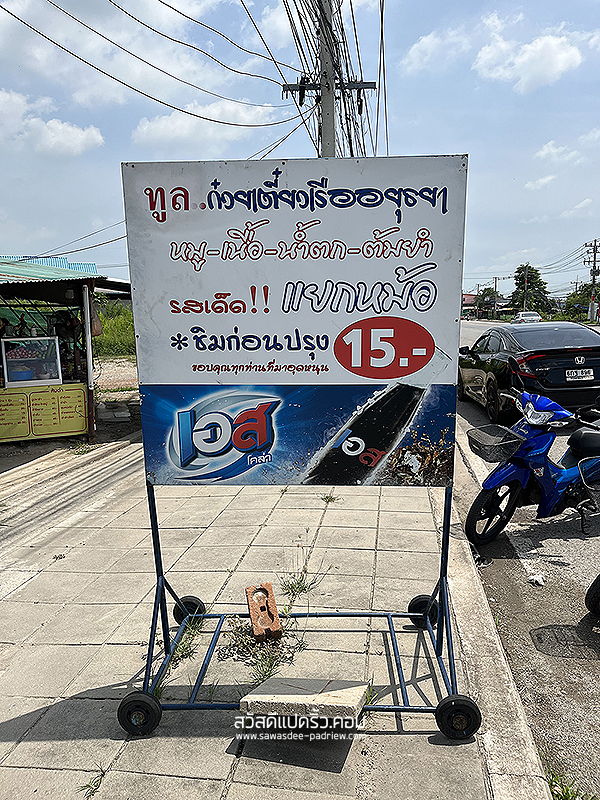 ทูล..ก๋วยเตี๋ยวเรืออยุธยา
หมู-เนื้อ-น้ำตก-ต้มยำ
รสเด็ด!! แยกหม้อ
*ชิมก่อนปรุง 15.-
ขอบคุณทุกท่านที่มาอุดหนุน
เอส
โคล่า
เอส
สวัสดีแปดริ้ว.คอม
www.sawasdee-padriew.com